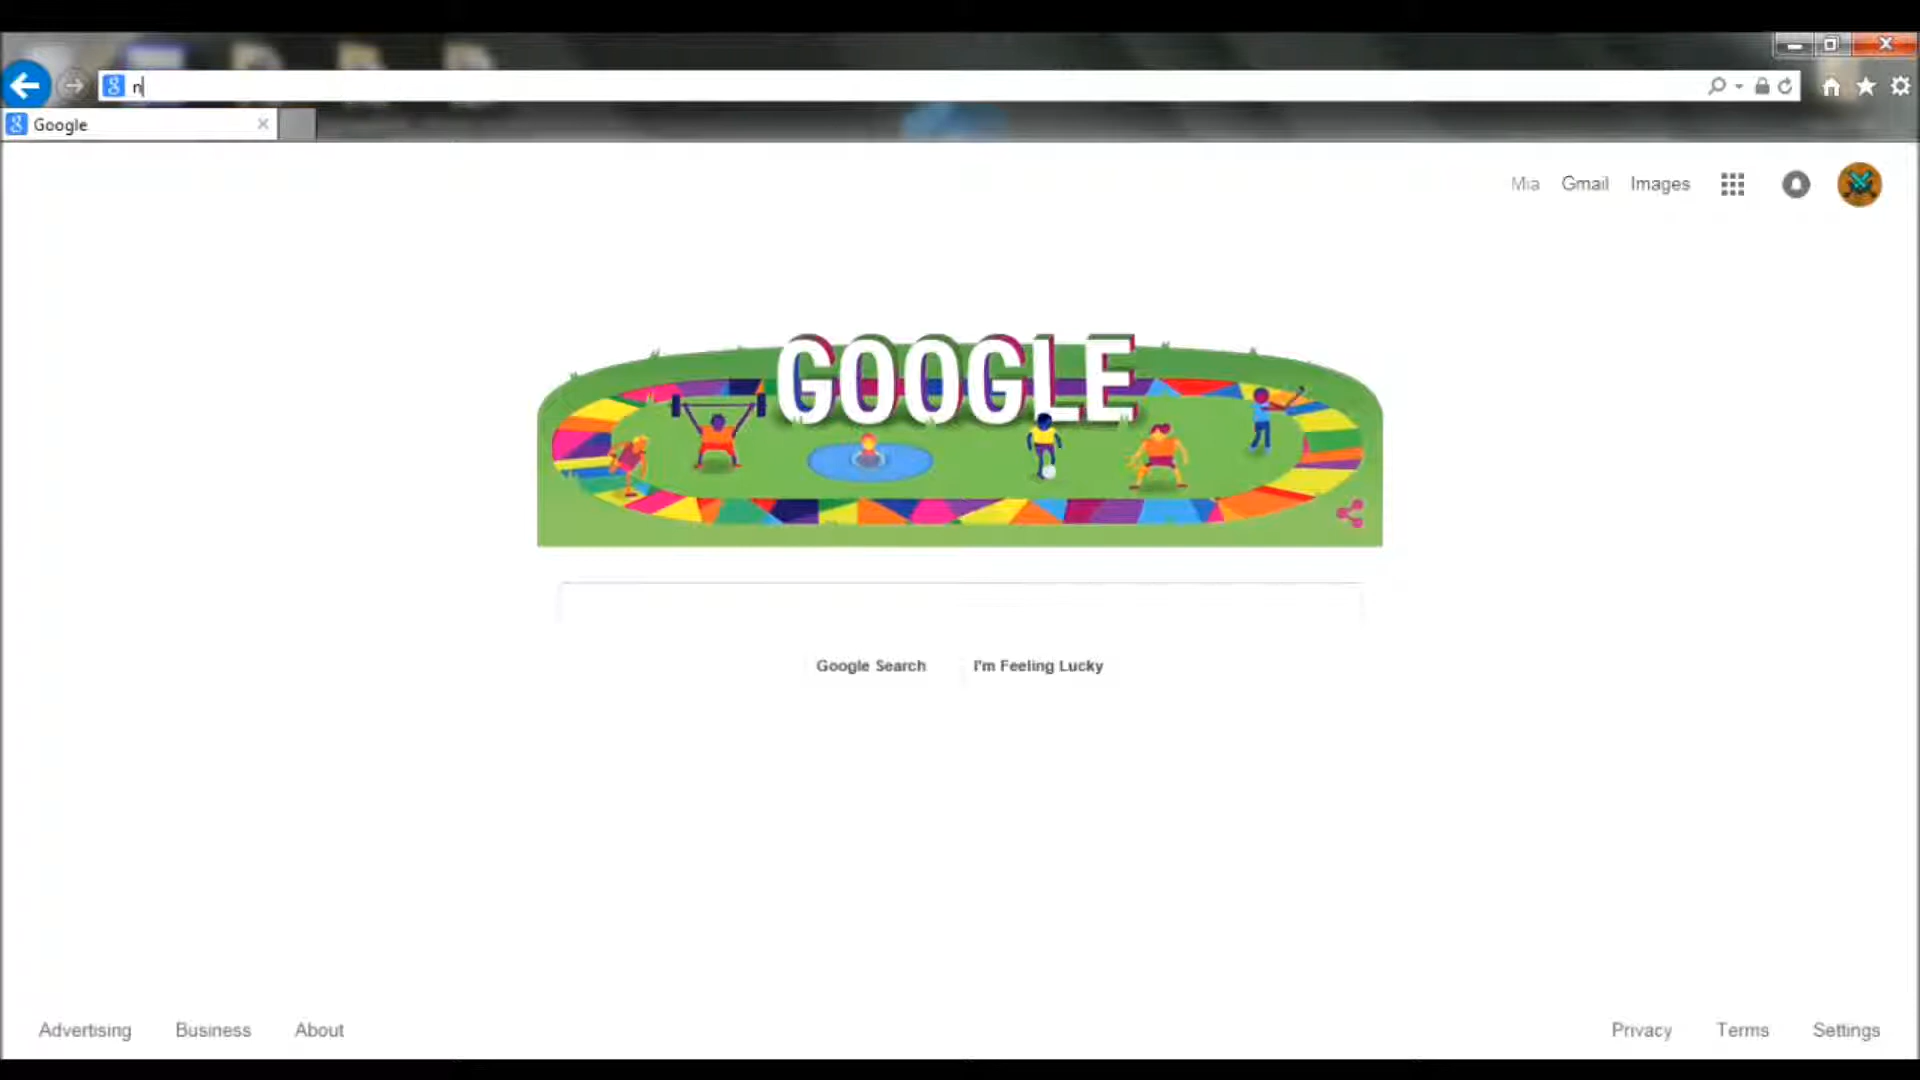 n
Google
Mia Gmail Images
GOOGLE
Google Search I'm Feeling Lucky
Advertising Business About Privacy Terms Settings